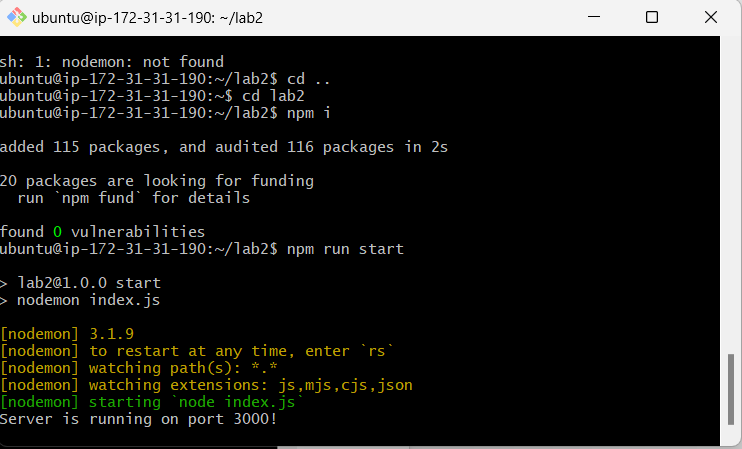 ubuntu@ip-172-31-31-190: ~/lab2
sh: 1: nodemon: not found
ubuntu@ip-172-31-31-190:~/lab2$ cd ..
ubuntu@ip-172-31-31-190:~$ cd lab2
ubuntu@ip-172-31-31-190:~/lab2$ npm i
added 115 packages, and audited 116 packages in 2s
20 packages are looking for funding
  run `npm fund` for details
found 0 vulnerabilities
ubuntu@ip-172-31-31-190:~/lab2$ npm run start
> lab2@1.0.0 start
> nodemon index.js
[nodemon] 3.1.9
[nodemon] to restart at any time, enter `rs`
[nodemon] watching path(s): *.*
[nodemon] watching extensions: js,mjs,cjs,json
[nodemon] starting `node index.js`
Server is running on port 3000!